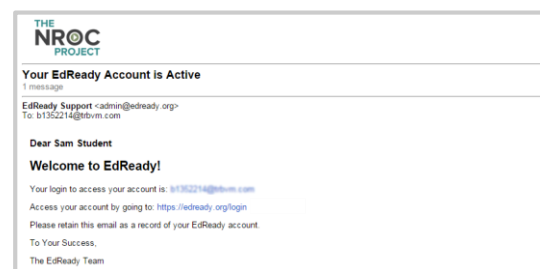 THE
NROC
PROJECT
Your EdReady Account is Active
1 message
EdReady Support <admin@edready.org>
To: b1352214@trbvm.com
Dear Sam Student
Welcome to EdReady!
Your login to access your account is: b1352214@trbvm.com
Access your account by going to: https://edready.org/login
Please retain this email as a record of your EdReady account.
To Your Success,
The EdReady Team